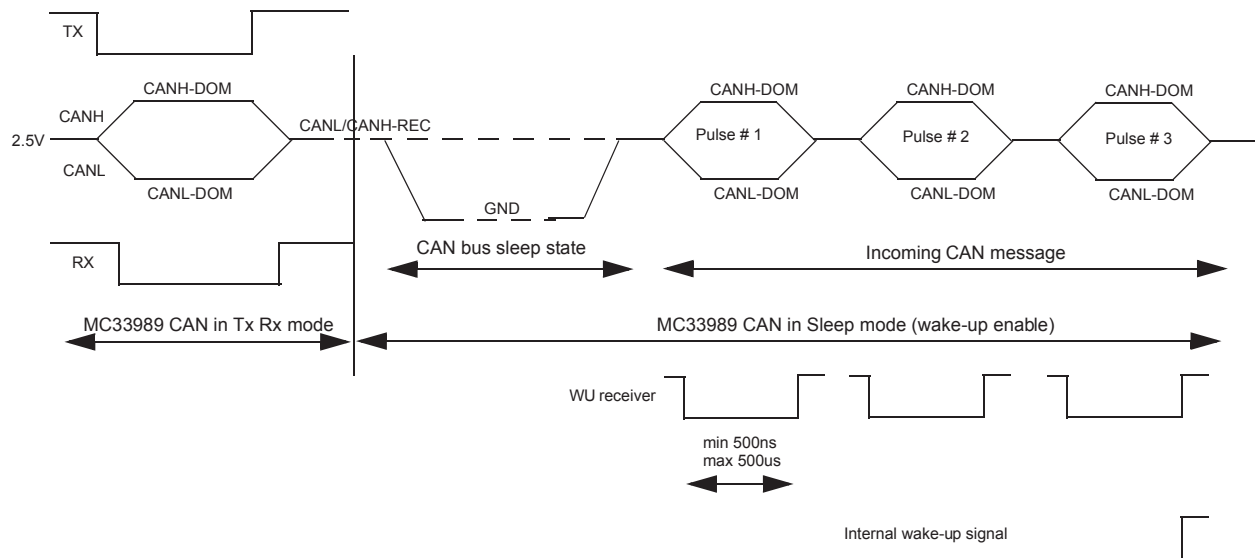 TX
CANH-DOM
CANH
2.5V
CANL
CANL-DOM
CANL/CANH-REC
GND
CANH-DOM
CANH-DOM
CANH-DOM
Pulse # 1
Pulse # 2
Pulse # 3
CANL-DOM
CANL-DOM
CANL-DOM
RX
CAN bus sleep state
Incoming CAN message
MC33989 CAN in Tx Rx mode
MC33989 CAN in Sleep mode (wake-up enable)
WU receiver
min 500ns
max 500us
Internal wake-up signal